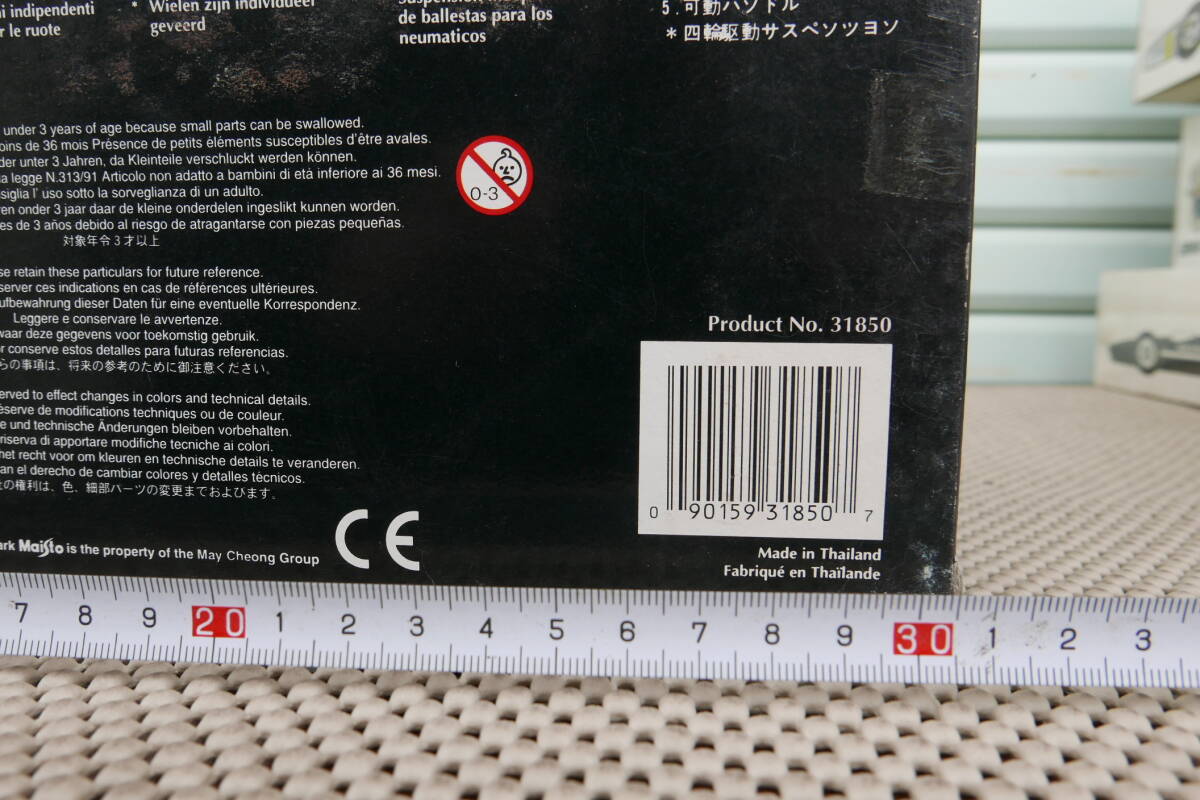 ni indipendenti
r le ruote
* Wielen zijn individueel
geveerd
de ballestas para los
neumaticos
5.可動ハンドル
*四輪駆動サスペンツヨン
under 3 years of age because small parts can be swallowed.
oins de 36 mois Présence de petits éléments susceptibles d'être avales.
der unter 3 Jahren, da Kleinteile verschluckt werden können.
la legge N.313/91 Articolo non adatto a bambini di età inferiore ai 36 mesi.
nsiglia l' uso sotto la sorveglianza di un adulto.
ren onder 3 jaar daar de kleine onderdelen ingeslikt kunnen worden.
es de 3 años debido al riesgo de atragantarse con piezas pequeñas.
対象年令3才以上
0-3
se retain these particulars for future reference.
server ces indications en cas de références ultérieures.
ufbewahrung dieser Daten für eine eventuelle Korrespondenz.
Leggere e conservare le avvertenze.
waar deze gegevens voor toekomstig gebruik.
or conserve estos detalles para futuras referencias.
らの事項は、将来の参考のために御注意ください。
erved to effect changes in colors and technical details.
réserve de modifications techniques ou de couleur.
e und technische Änderungen bleiben vorbehalten.
riserva di apportare modifiche tecniche ai colori.
het recht voor om kleuren en technische details te veranderen.
an el derecho de cambiar colores y detalles técnicos.
の権利は、色、細部パーツの変更までおよびます。
ark Maisto is the property of the May Cheong Group
CE
Product No. 31850
0 90159 31850 7
Made in Thailand
Fabriqué en Thaïlande
7 8 9 20 1 2 3 4 5 6 7 8 9 30 1 2 3